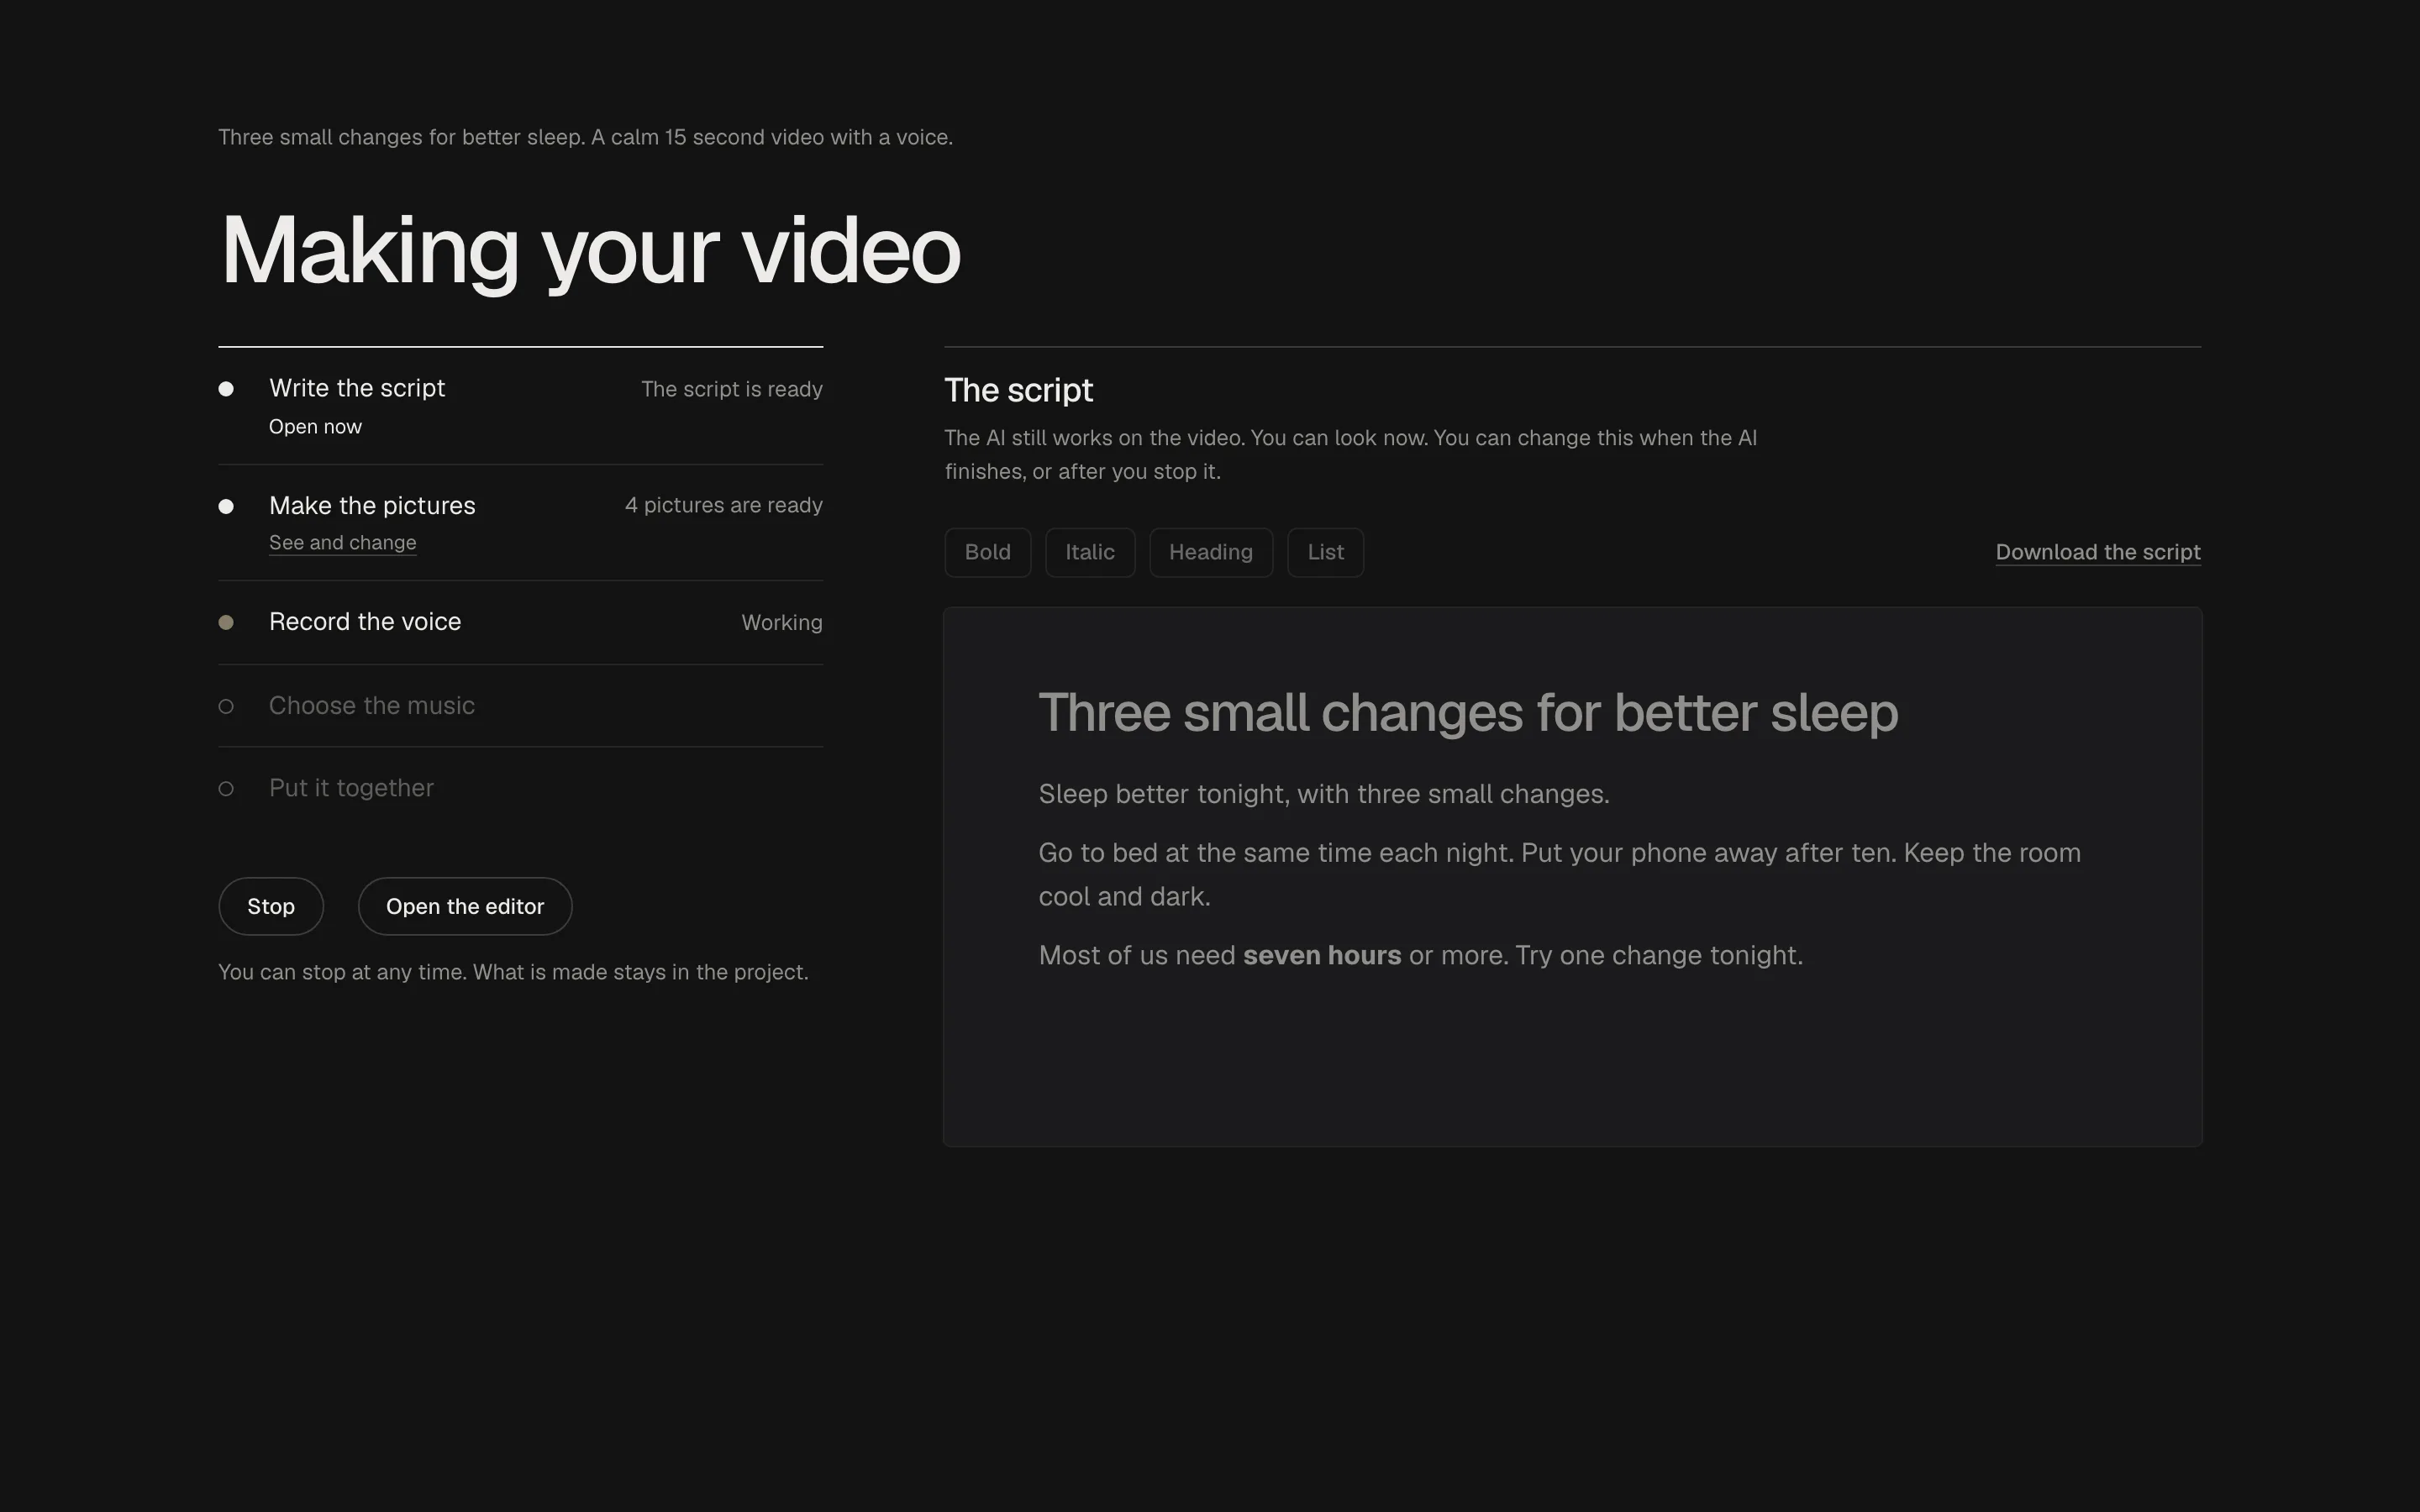 Three small changes for better sleep. A calm 15 second video with a voice.
Making your video
Write the script
The script is ready
Open now
Make the pictures
4 pictures are ready
See and change
Record the voice
Working
Choose the music
Put it together
Stop
Open the editor
You can stop at any time. What is made stays in the project.
The script
The AI still works on the video. You can look now. You can change this when the AI
finishes, or after you stop it.
Bold
Italic
Heading
List
Download the script
Three small changes for better sleep
Sleep better tonight, with three small changes.
Go to bed at the same time each night. Put your phone away after ten. Keep the room
cool and dark.
Most of us need seven hours or more. Try one change tonight.